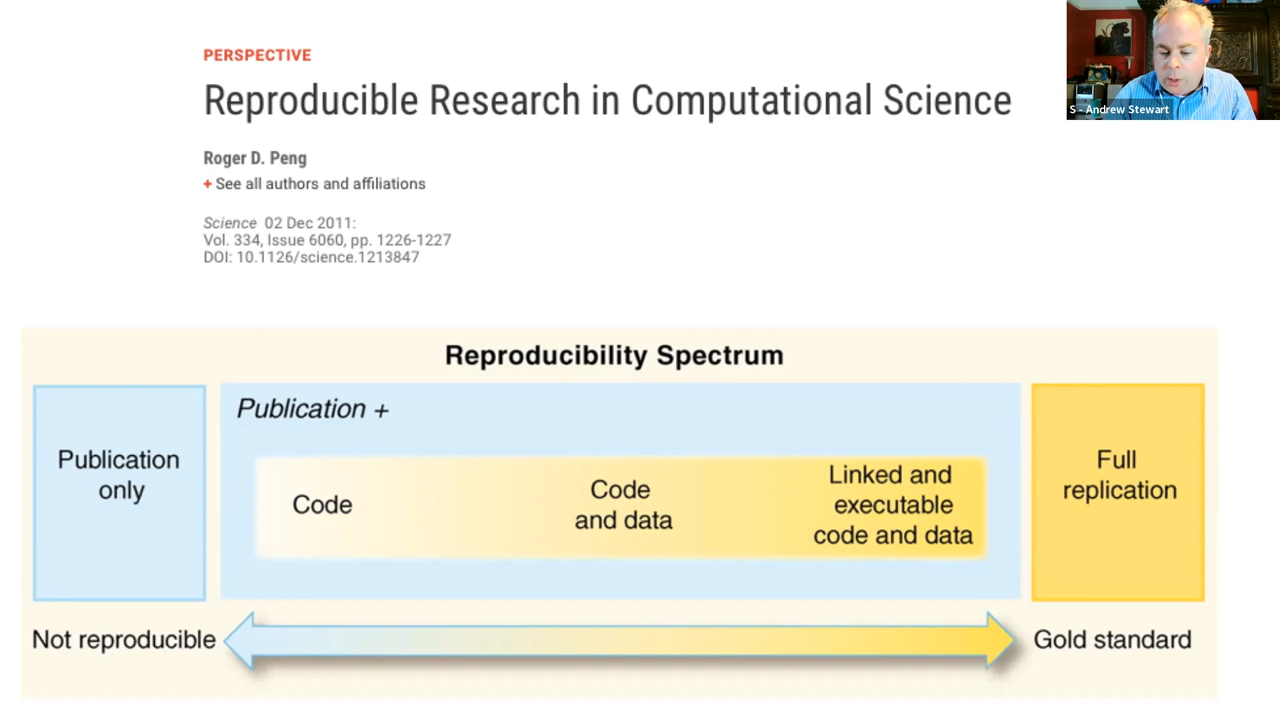 PERSPECTIVE
Reproducible Research in Computational Science
S - Andrew Stewart
Roger D. Peng
+ See all authors and affiliations
Science 02 Dec 2011:
Vol. 334, Issue 6060, pp. 1226-1227
DOI: 10.1126/science.1213847
Reproducibility Spectrum
Publication only
Publication +
Code
Code
and data
Linked and
executable
code and data
Full
replication
Not reproducible
Gold standard